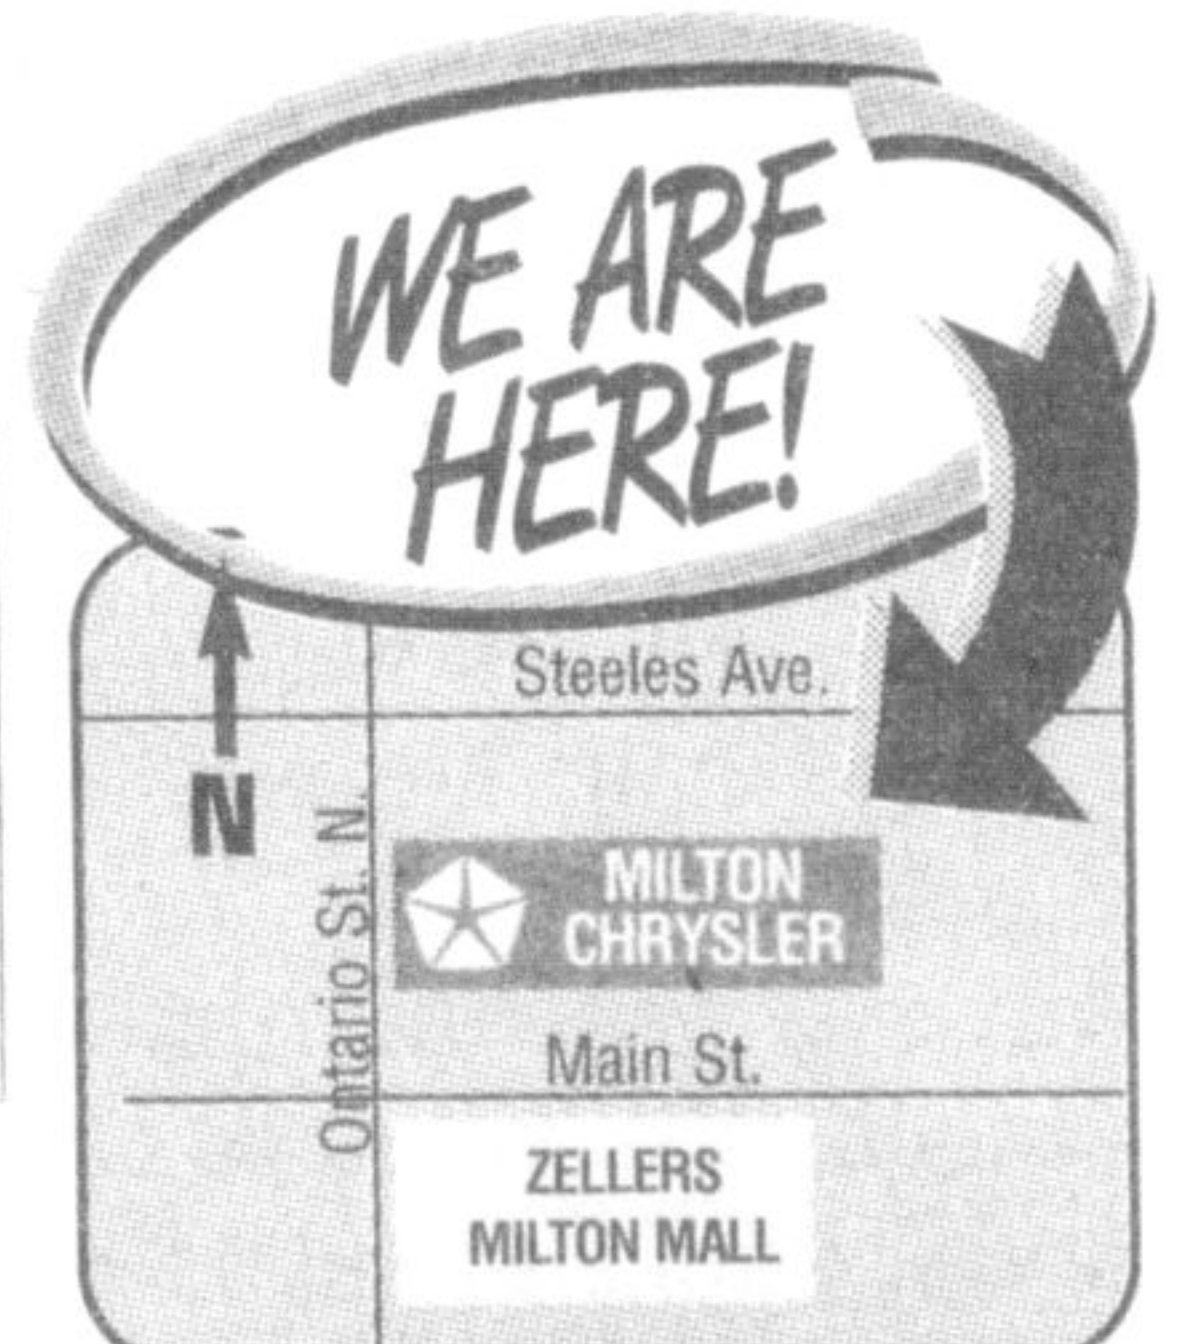 WE ARE
HERE!
Steeles Ave.
N
Ontario St. N.
MILTON
CHRYSLER
Main St.
ZELLERS
MILTON MALL